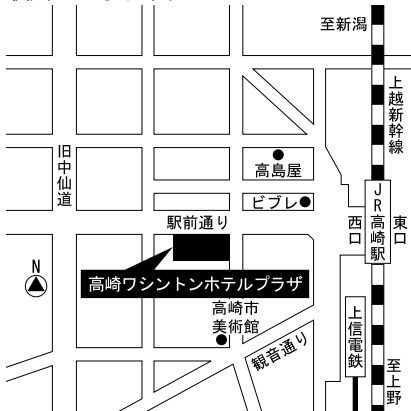 至新潟
上越新幹線
旧中仙道
高島屋
ビブレ
JR高崎駅
西口
東口
駅前通り
N
高崎ワシントンホテルプラザ
高崎市
美術館
観音通り
上信電鉄
至上野